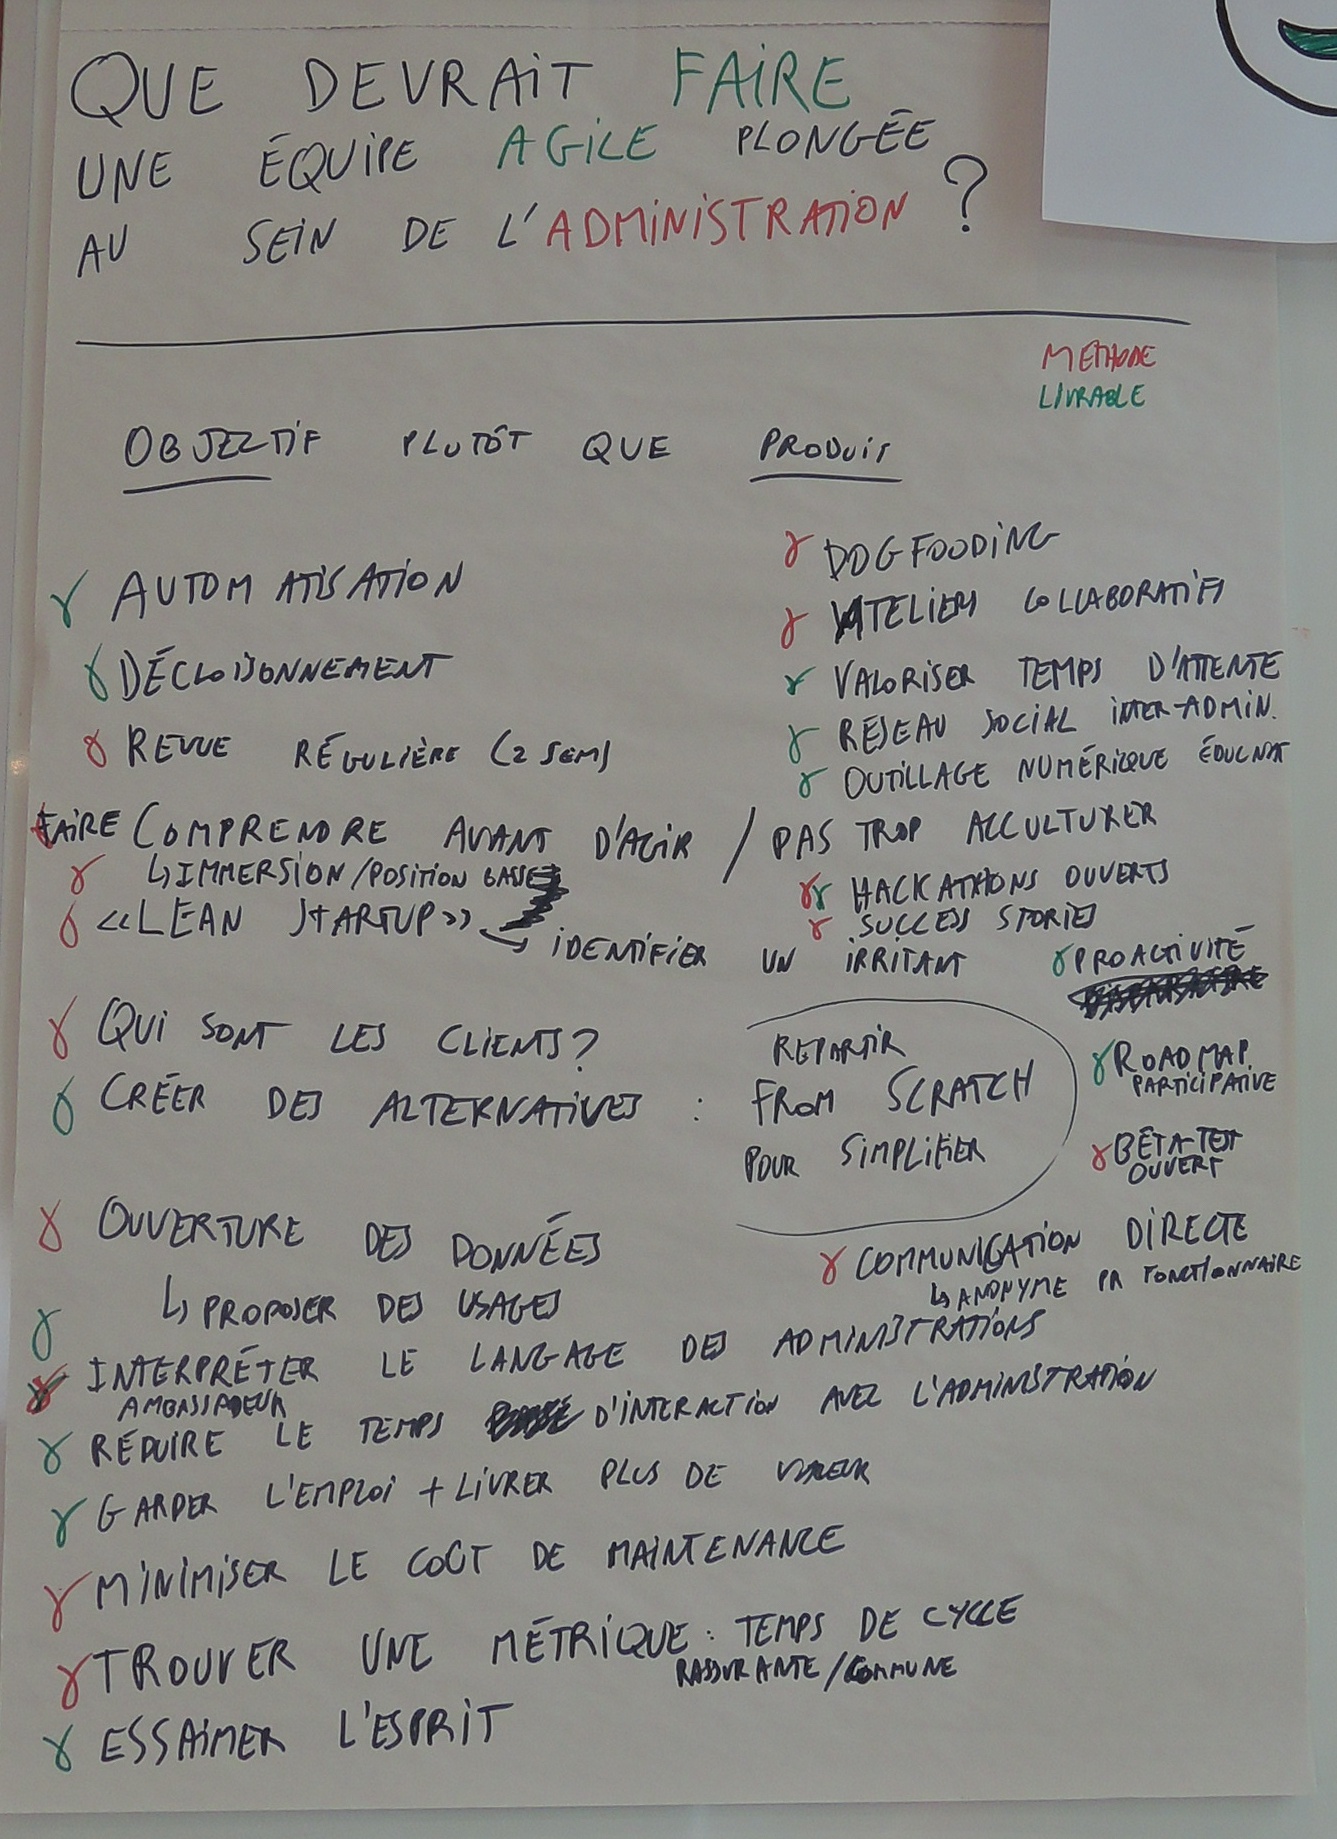 QUE DEVRAIT FAIRE
UNE ÉQUIPE AGILE PLONGÉE
AU SEIN DE L'ADMINISTRATION ?
METHODE
LIVRABLE
OBJECTIF PLUTÔT QUE PRODUIT
AUTOMATISATION
DÉCLOISONNEMENT
REVUE RÉGULIÈRE (2 SEM)
DOGFOODING
ATELIERS COLLABORATIFS
VALORISER TEMPS D'ATTENTE
RÉSEAU SOCIAL INTER-ADMIN.
OUTILLAGE NUMÉRIQUE ÉDUCNAT
FAIRE COMPRENDRE AVANT D'AGIR / PAS TROP ACCULTURER
↳ IMMERSION/POSITION BASSE
«LEAN STARTUP» → IDENTIFIER UN IRRITANT
HACKATHONS OUVERTS
SUCCESS STORIES
PROACTIVITÉ
QUI SONT LES CLIENTS?
CRÉER DES ALTERNATIVES :
REPARTIR
FROM SCRATCH
POUR SIMPLIFIER
ROADMAP
PARTICIPATIVE
BÊTA-TEST
OUVERT
OUVERTURE DES DONNÉES
↳ PROPOSER DES USAGES
COMMUNICATION DIRECTE
↳ ANONYME PR FONCTIONNAIRE
INTERPRÉTER LE LANGAGE DES ADMINISTRATIONS
AMBASSADEUR
RÉDUIRE LE TEMPS D'INTERACTION AVEC L'ADMINISTRATION
GARDER L'EMPLOI + LIVRER PLUS DE VALEUR
MINIMISER LE COÛT DE MAINTENANCE
TROUVER UNE MÉTRIQUE : TEMPS DE CYCLE
RASSURANTE/COMMUNE
ESSAIMER L'ESPRIT